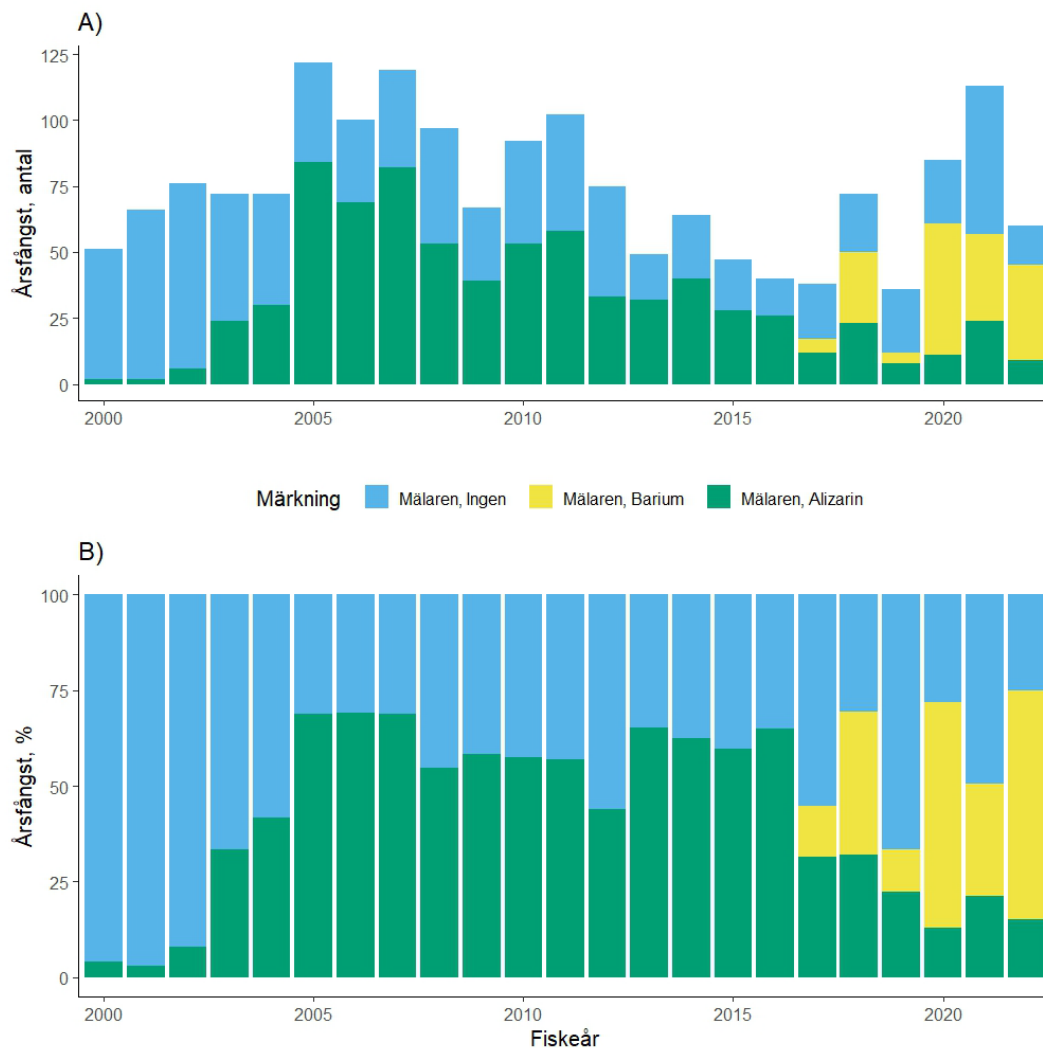 A)
Årsfångst, antal
125
100
75
50
25
0
2000 2005 2010 2015 2020
Märkning Mälaren, Ingen Mälaren, Barium Mälaren, Alizarin
B)
Årsfångst, %
100
75
50
25
0
2000 2005 2010 2015 2020
Fiskeår